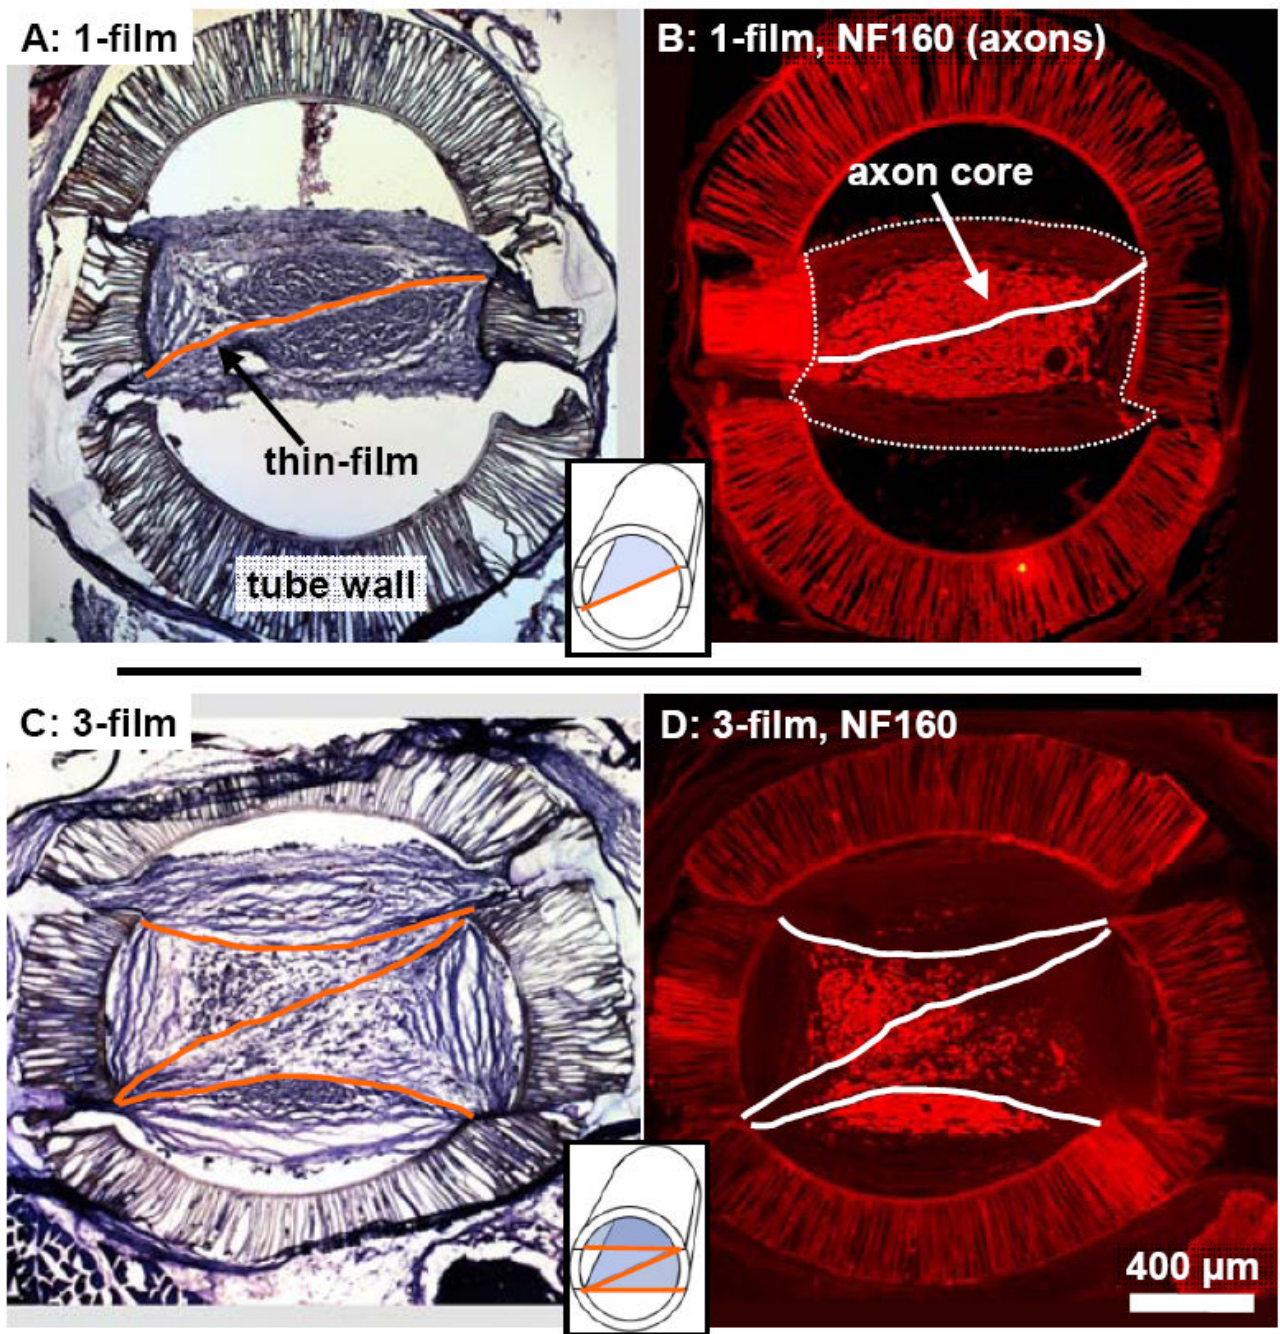 A: 1-film
B: 1-film, NF160 (axons)
axon core
thin-film
tube wall
C: 3-film
D: 3-film, NF160
400 µm